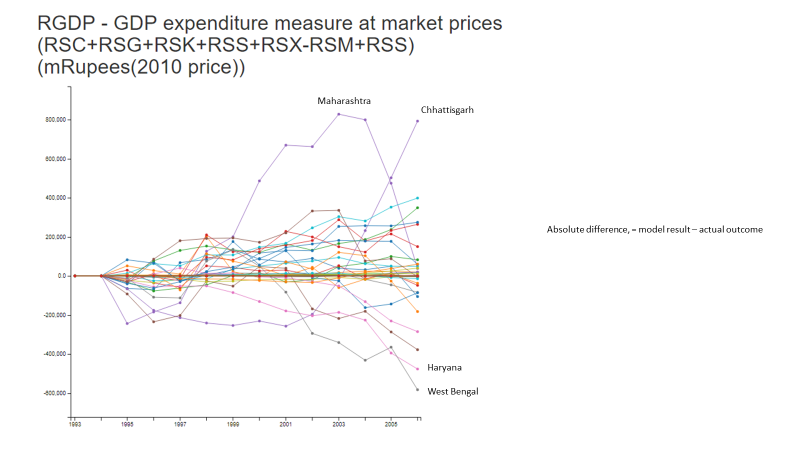 RGDP - GDP expenditure measure at market prices
(RSC+RSG+RSK+RSS+RSX-RSM+RSS)
(mRupees(2010 price))
Maharashtra
Chhattisgarh
800,000
600,000
400,000
200,000
0.0
-200,000
-400,000
-600,000
Absolute difference, = model result – actual outcome
Haryana
West Bengal
1993 1995 1997 1999 2001 2003 2005